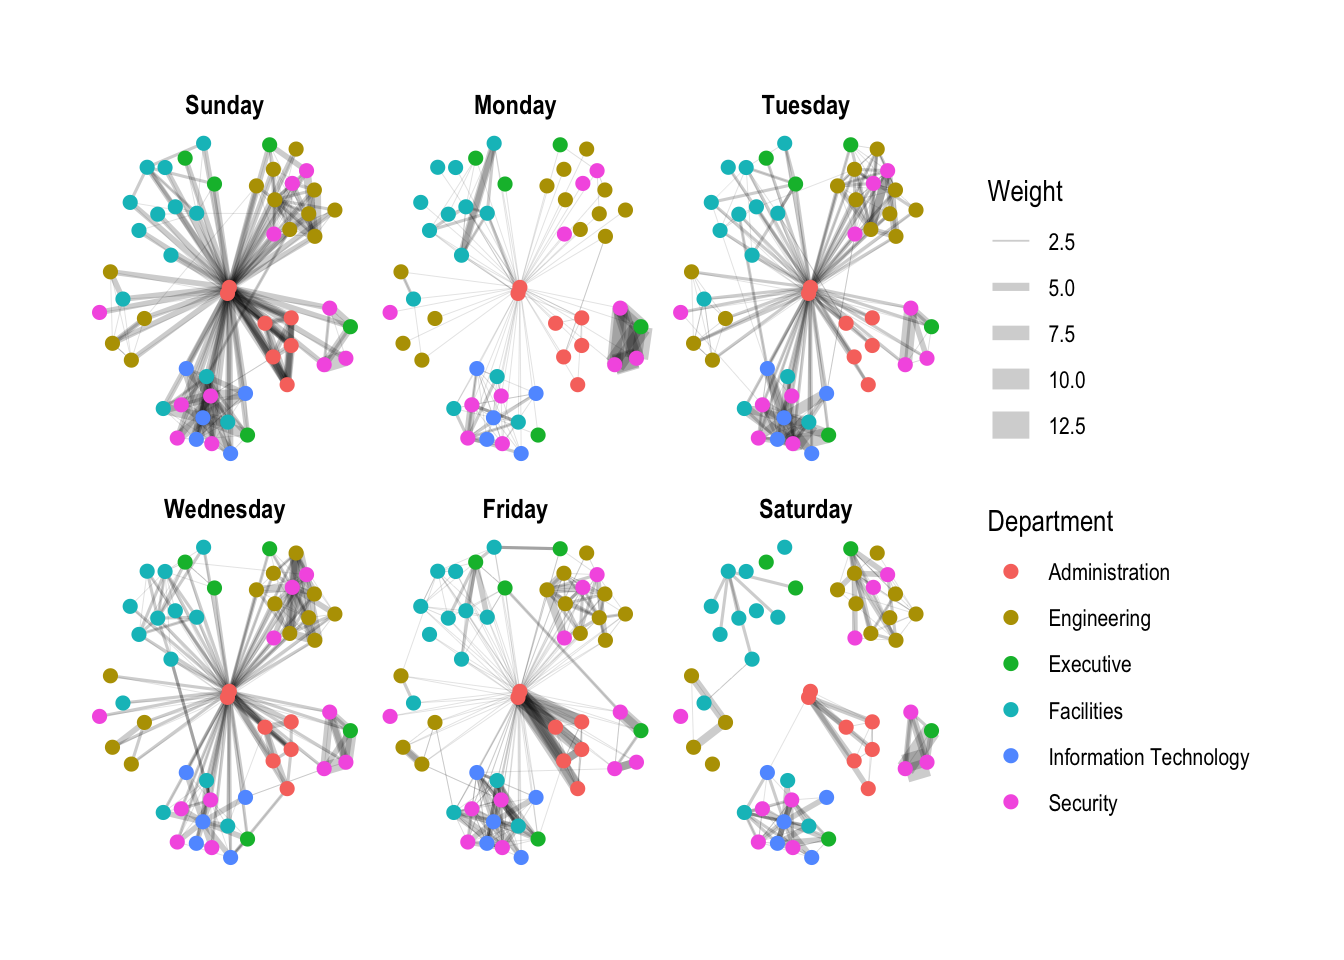 Sunday
Monday
Tuesday
Wednesday
Friday
Saturday
Weight
2.5
5.0
7.5
10.0
12.5
Department
Administration
Engineering
Executive
Facilities
Information Technology
Security